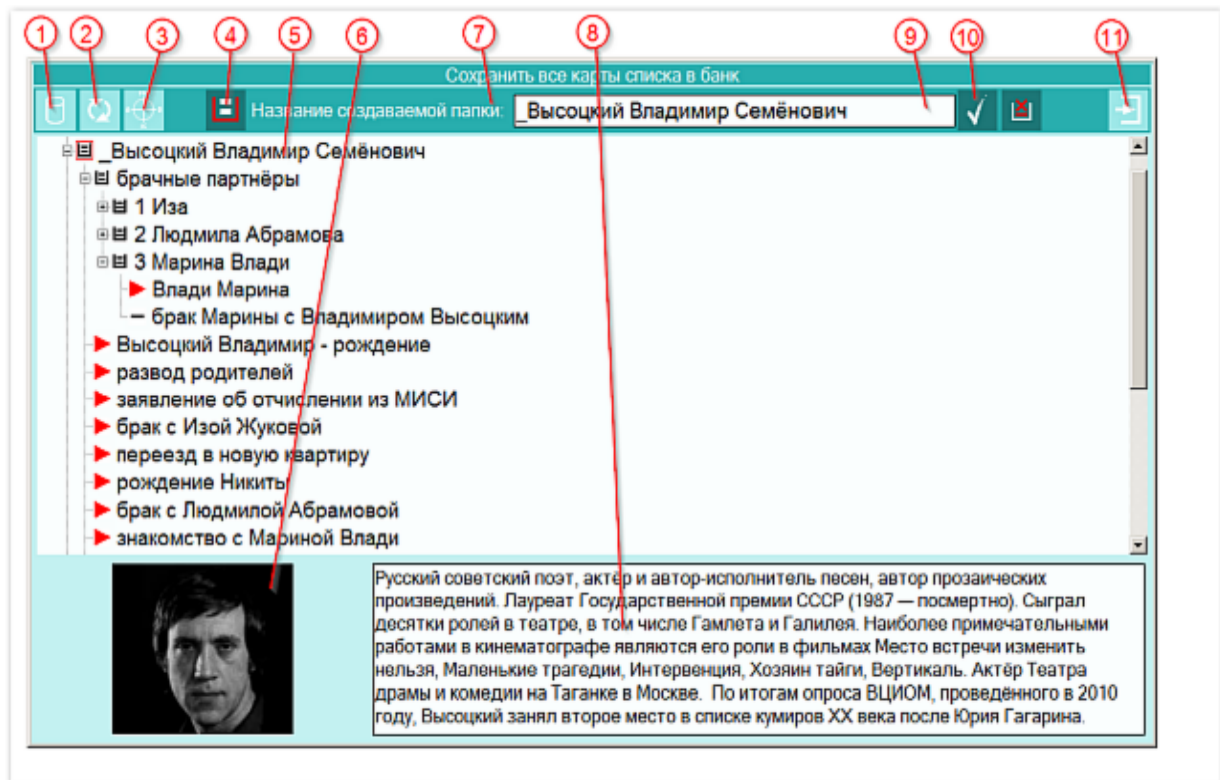 1 2 3 4 5 6 7 8 9 10 11
Сохранить все карты списка в банк
Название создаваемой папки: _Высоцкий Владимир Семёнович
_Высоцкий Владимир Семёнович
брачные партнёры
1 Иза
2 Людмила Абрамова
3 Марина Влади
Влади Марина
брак Марины с Владимиром Высоцким
Высоцкий Владимир - рождение
развод родителей
заявление об отчислении из МИСИ
брак с Изой Жуковой
переезд в новую квартиру
рождение Никиты
брак с Людмилой Абрамовой
знакомство с Мариной Влади
Русский советский поэт, актёр и автор-исполнитель песен, автор прозаических
произведений. Лауреат Государственной премии СССР (1987 — посмертно). Сыграл
десятки ролей в театре, в том числе Гамлета и Галилея. Наиболее примечательными
работами в кинематографе являются его роли в фильмах Место встречи изменить
нельзя, Маленькие трагедии, Интервенция, Хозяин тайги, Вертикаль. Актёр Театра
драмы и комедии на Таганке в Москве. По итогам опроса ВЦИОМ, проведённого в 2010
году, Высоцкий занял второе место в списке кумиров XX века после Юрия Гагарина.